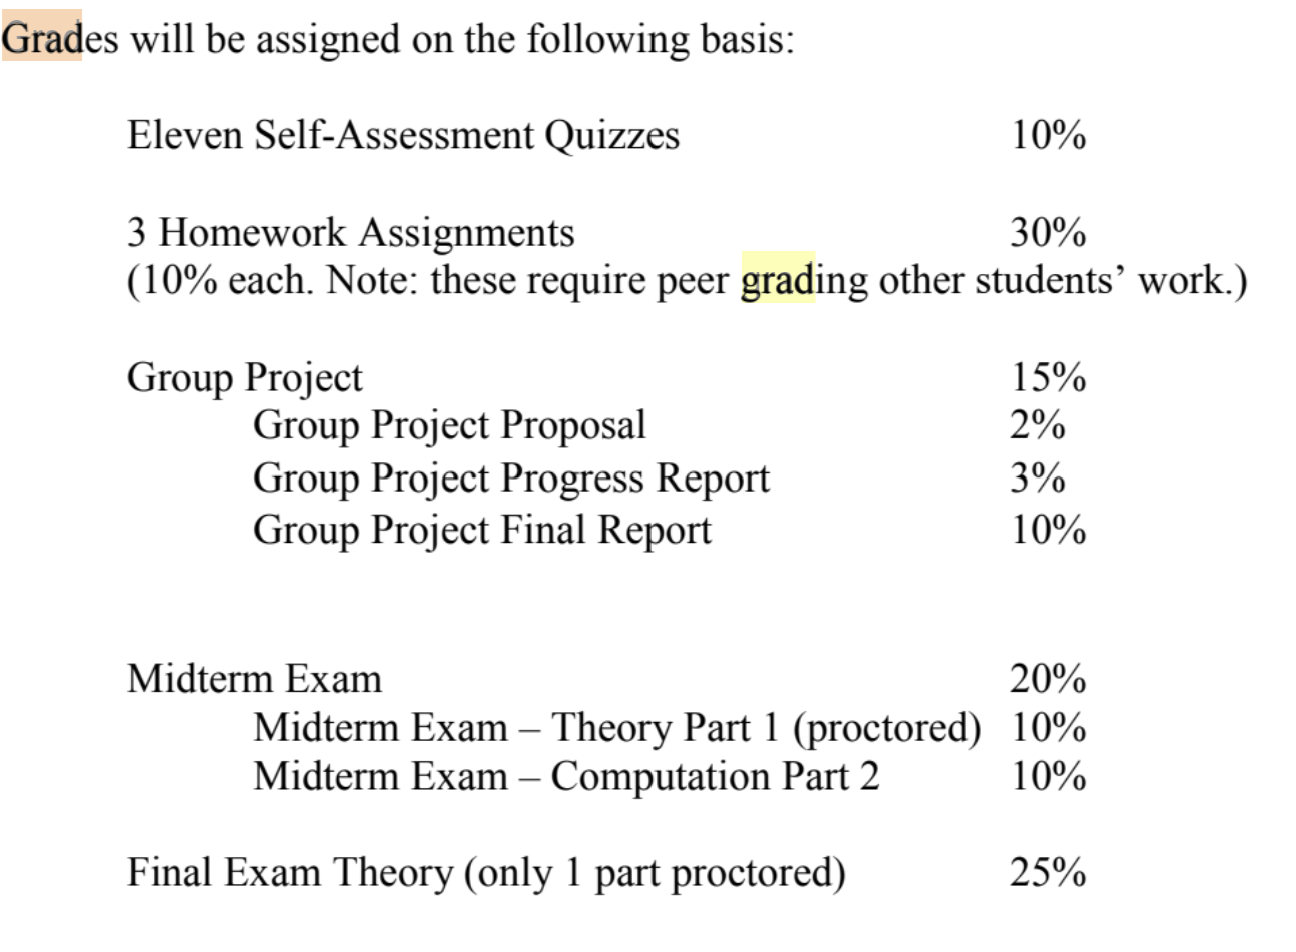 Grades will be assigned on the following basis:
Eleven Self-Assessment Quizzes 10%
3 Homework Assignments 30%
(10% each. Note: these require peer grading other students’ work.)
Group Project 15%
Group Project Proposal 2%
Group Project Progress Report 3%
Group Project Final Report 10%
Midterm Exam 20%
Midterm Exam – Theory Part 1 (proctored) 10%
Midterm Exam – Computation Part 2 10%
Final Exam Theory (only 1 part proctored) 25%